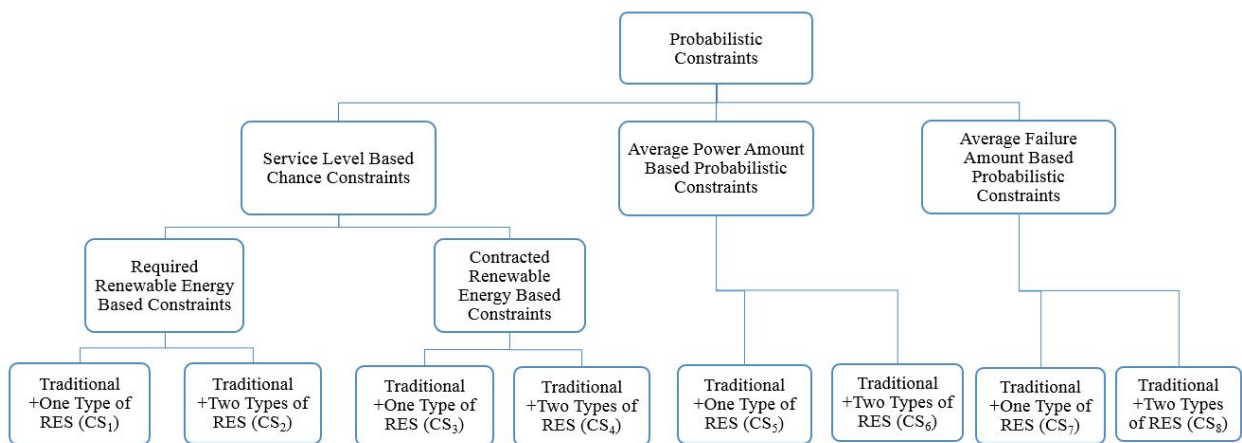 Probabilistic
Constraints
Service Level Based
Chance Constraints
Average Power Amount
Based Probabilistic
Constraints
Average Failure
Amount Based
Probabilistic
Constraints
Required
Renewable Energy
Based Constraints
Contracted
Renewable
Energy Based
Constraints
Traditional
+One Type of
RES (CS₁)
Traditional
+Two Types of
RES (CS₂)
Traditional
+One Type of
RES (CS₃)
Traditional
+Two Types of
RES (CS₄)
Traditional
+One Type of
RES (CS₅)
Traditional
+Two Types of
RES (CS₆)
Traditional
+One Type of
RES (CS₇)
Traditional
+Two Types
of RES (CS₈)